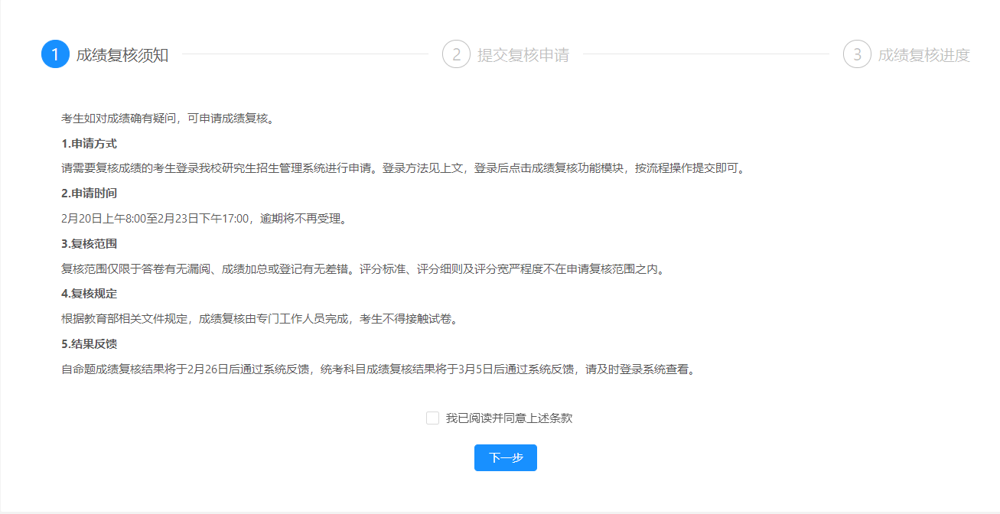 1 成绩复核须知
2 提交复核申请
3 成绩复核进度
考生如对成绩确有疑问，可申请成绩复核。
1.申请方式
请需要复核成绩的考生登录我校研究生招生管理系统进行申请。登录方法见上文，登录后点击成绩复核功能模块，按流程操作提交即可。
2.申请时间
2月20日上午8:00至2月23日下午17:00，逾期将不再受理。
3.复核范围
复核范围仅限于答卷有无漏阅、成绩加总或登记有无差错。评分标准、评分细则及评分宽严程度不在申请复核范围之内。
4.复核规定
根据教育部相关文件规定，成绩复核由专门工作人员完成，考生不得接触试卷。
5.结果反馈
自命题成绩复核结果将于2月26日后通过系统反馈，统考科目成绩复核结果将于3月5日后通过系统反馈，请及时登录系统查看。
我已阅读并同意上述条款
下一步